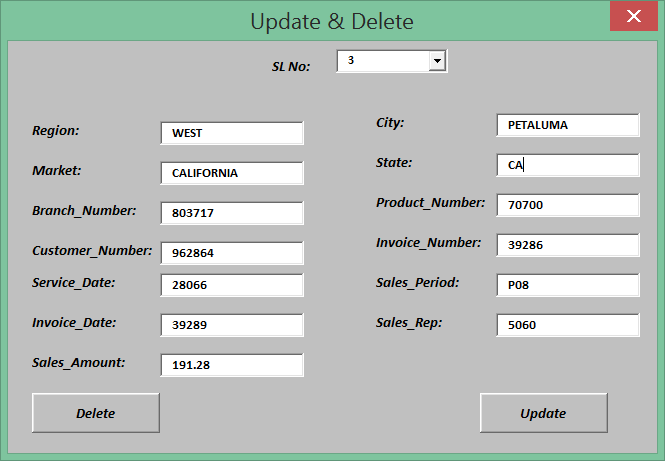 Update & Delete
SL No: 3
Region: WEST
City: PETALUMA
Market: CALIFORNIA
State: CA
Branch_Number: 803717
Product_Number: 70700
Customer_Number: 962864
Invoice_Number: 39286
Service_Date: 28066
Sales_Period: P08
Invoice_Date: 39289
Sales_Rep: 5060
Sales_Amount: 191.28
Delete
Update